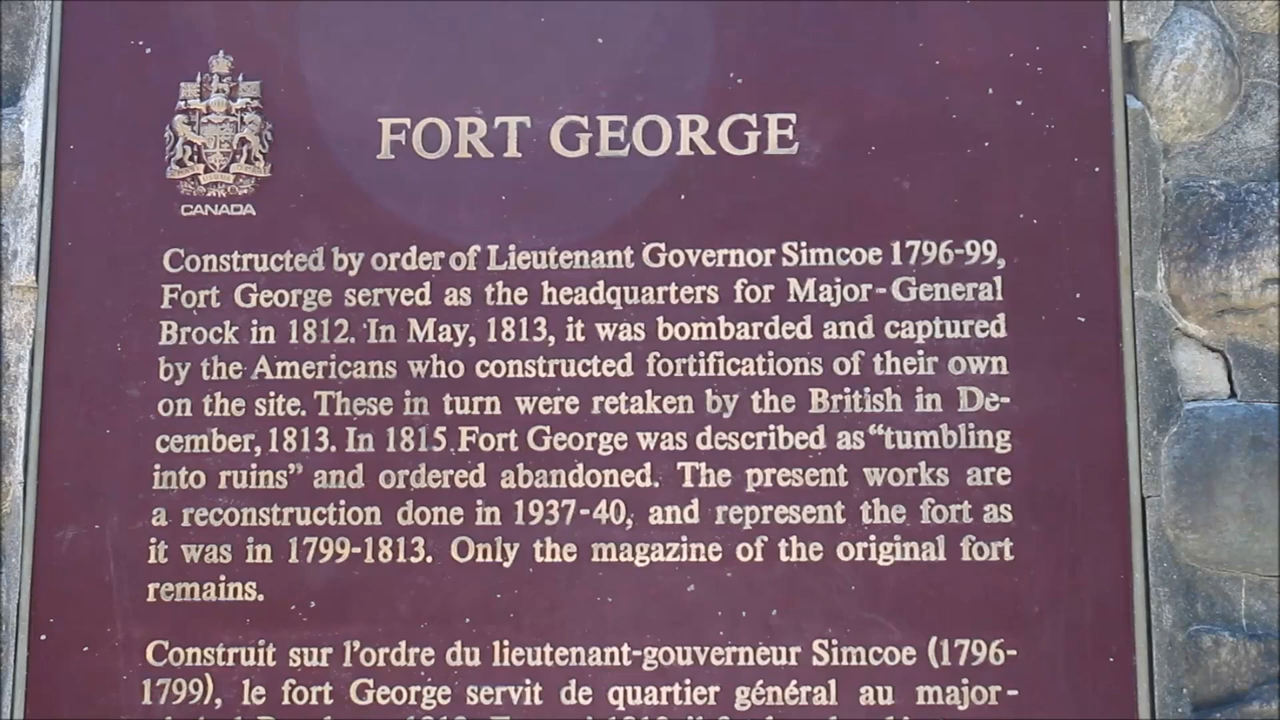 FORT GEORGE
CANADA
Constructed by order of Lieutenant Governor Simcoe 1796-99,
Fort George served as the headquarters for Major-General
Brock in 1812. In May, 1813, it was bombarded and captured
by the Americans who constructed fortifications of their own
on the site. These in turn were retaken by the British in De-
cember, 1813. In 1815 Fort George was described as "tumbling
into ruins" and ordered abandoned. The present works are
a reconstruction done in 1937-40, and represent the fort as
it was in 1799-1813. Only the magazine of the original fort
remains.
Construit sur l'ordre du lieutenant-gouverneur Simcoe (1796-
1799), le fort George servit de quartier général au major-